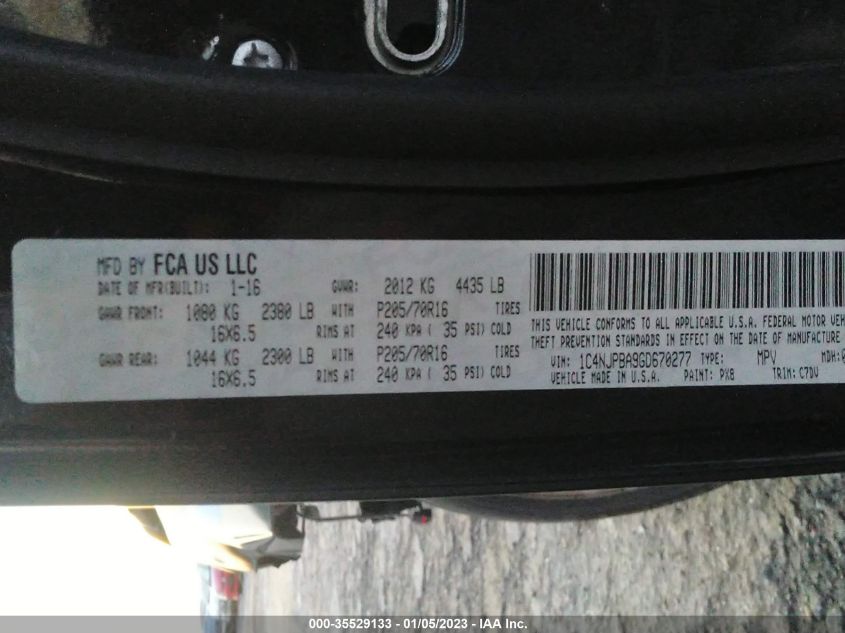 MFD BY FCA US LLC
DATE OF MFR(BUILT): 1-16 GVWR: 2012 KG 4435 LB
GAWR FRONT: 1080 KG 2380 LB WITH P205/70R16 TIRES
16X6.5 RIMS AT 240 KPA ( 35 PSI) COLD
GAWR REAR: 1044 KG 2300 LB WITH P205/70R16 TIRES
16X6.5 RIMS AT 240 KPA ( 35 PSI) COLD
THIS VEHICLE CONFORMS TO ALL APPLICABLE U.S.A. FEDERAL MOTOR
THEFT PREVENTION STANDARDS IN EFFECT ON THE DATE OF MANUFACTURE
VIN: 1C4NJPBA9GD670277 TYPE: MPV MDH:
VEHICLE MADE IN U.S.A. PAINT: PX8 TRIM: C7DV
000-35529133 - 01/05/2023 - IAA Inc.